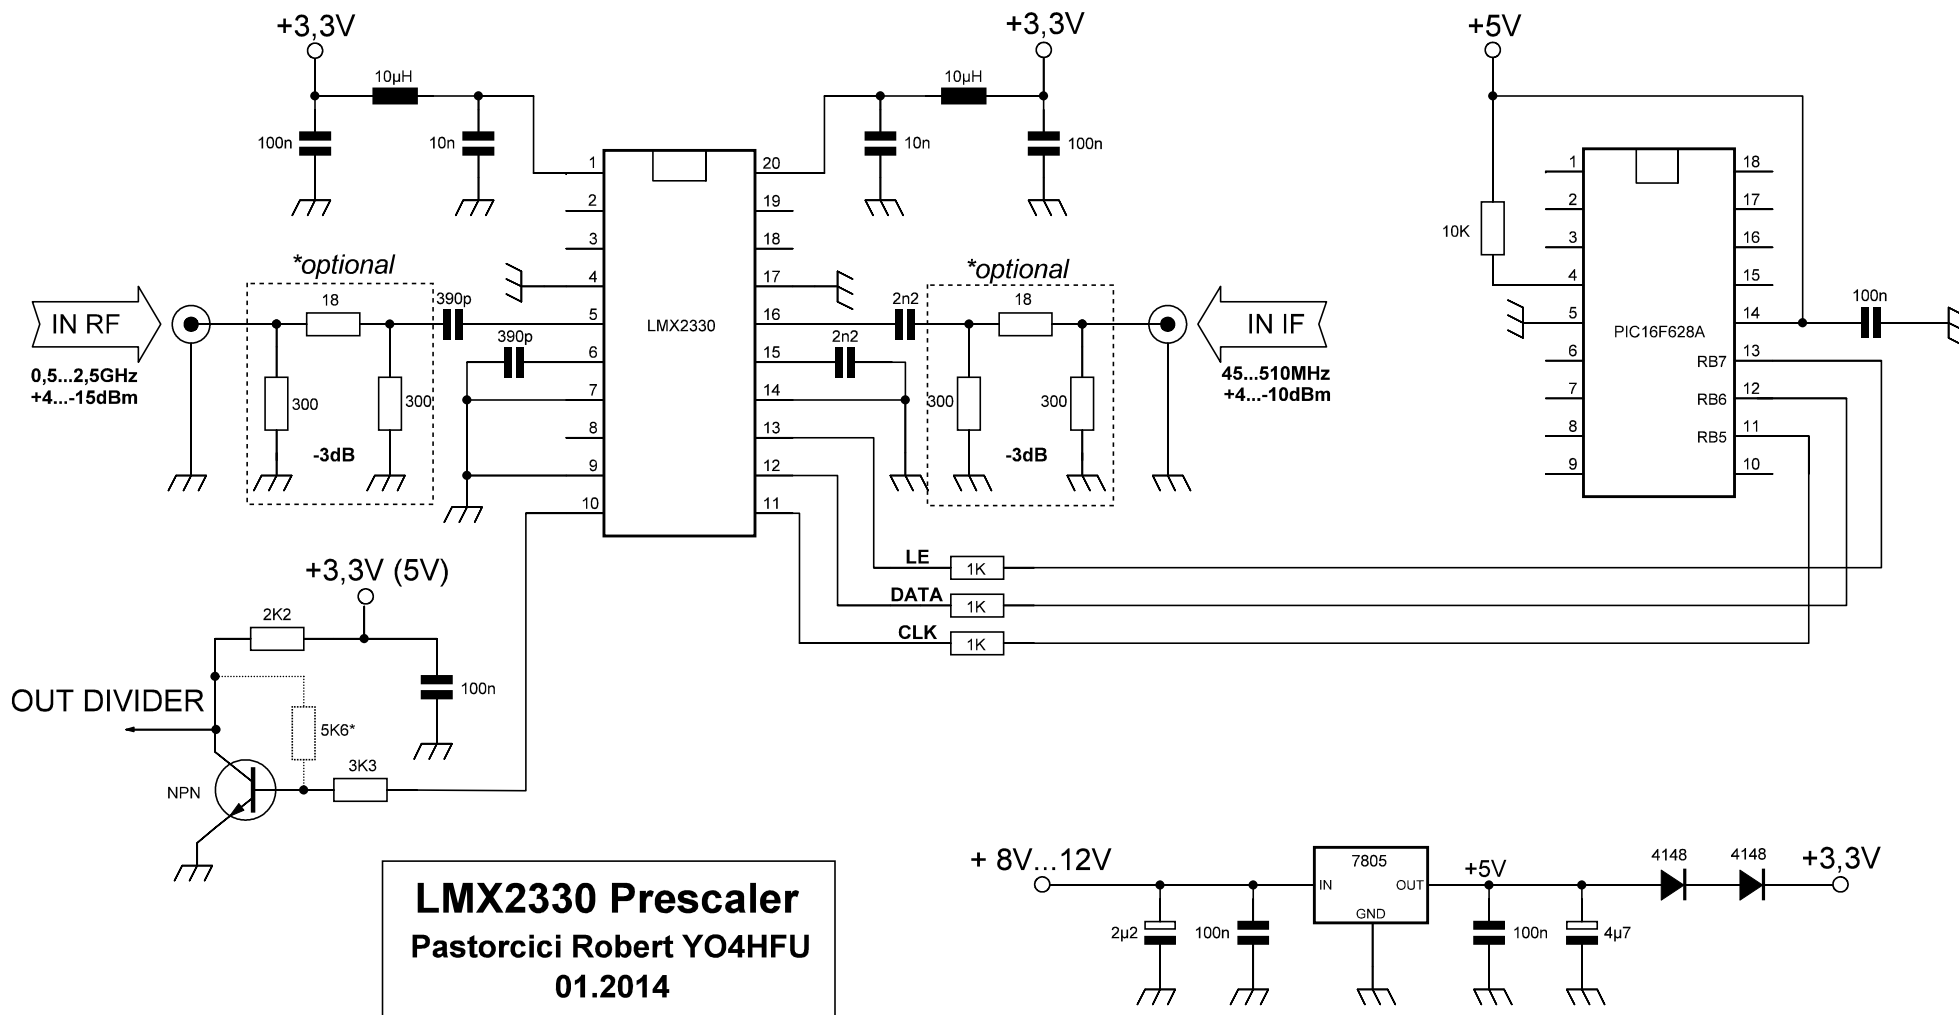 +3,3V
10µH
100n
10n
+3,3V
10µH
10n
100n
+5V
10K
1
2
3
4
5
6
7
8
9
10
20
19
18
17
16
15
14
13
12
11
LMX2330
1
2
3
4
5
6
7
8
9
18
17
16
15
14
13
12
11
10
PIC16F628A
RB7
RB6
RB5
100n
*optional
IN RF
0,5...2,5GHz
+4...-15dBm
18
300
300
-3dB
390p
390p
2n2
2n2
*optional
18
300
300
-3dB
IN IF
45...510MHz
+4...-10dBm
LE
1K
DATA
1K
CLK
1K
+3,3V (5V)
2K2
100n
OUT DIVIDER
5K6*
3K3
NPN
LMX2330 Prescaler
Pastorcici Robert YO4HFU
01.2014
+ 8V...12V
2µ2
100n
7805
IN
OUT
GND
+5V
100n
4µ7
4148
4148
+3,3V